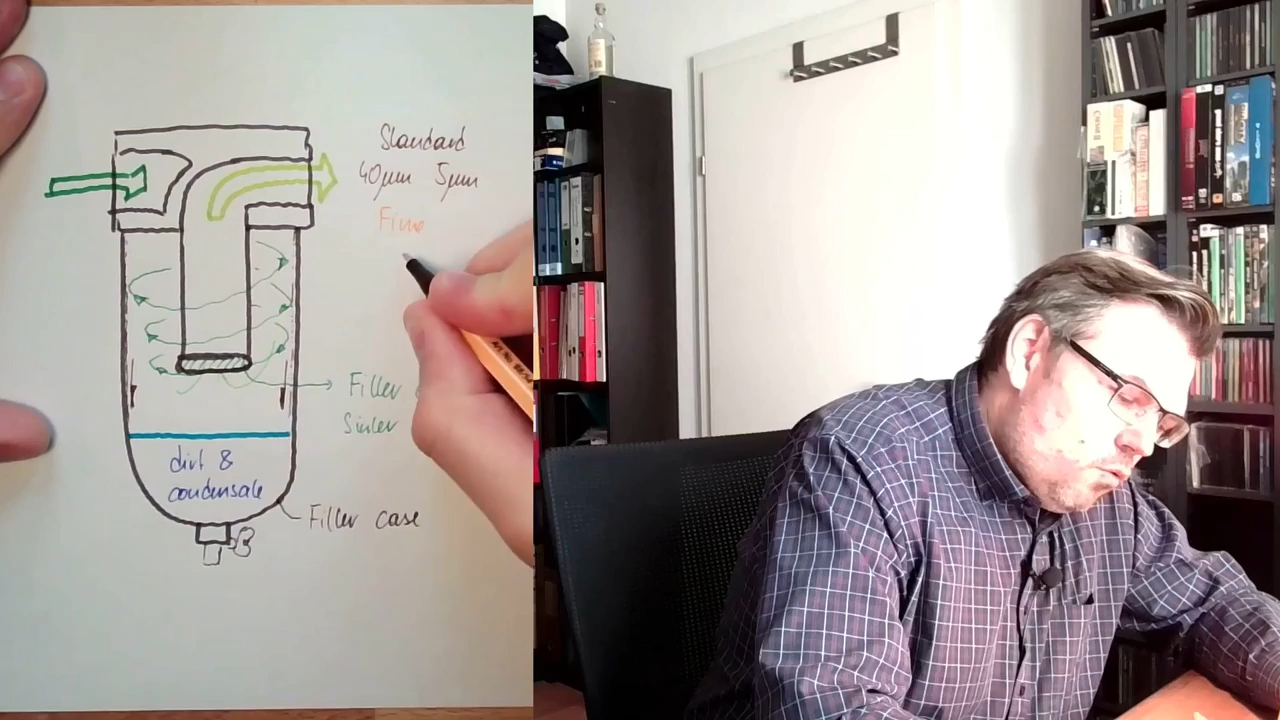 Standard
40µm 5µm
Fine
Filter
Sinter
dirt &
condensate
Filter case